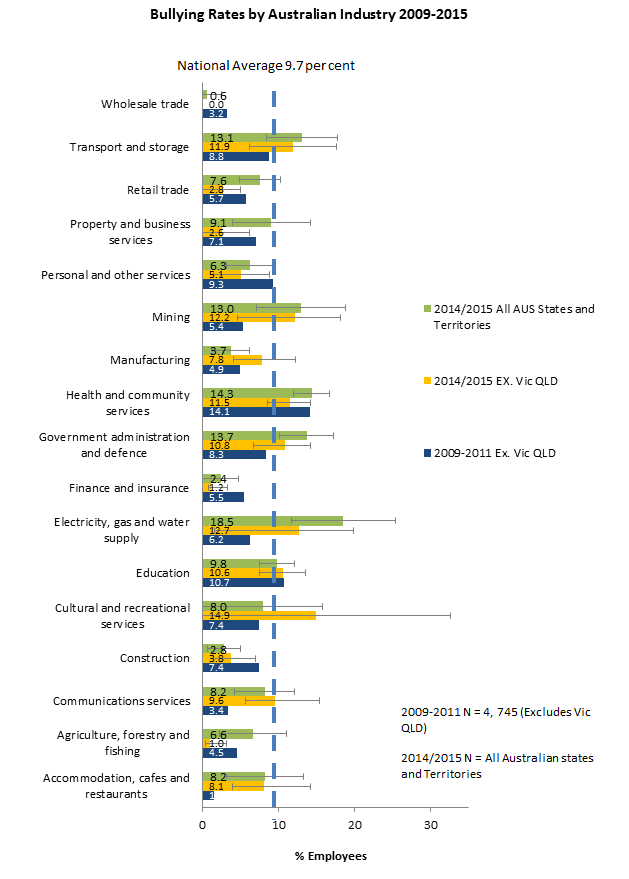 Bullying Rates by Australian Industry 2009-2015
National Average 9.7 per cent
Wholesale trade
0.6
0.0
3.2
Transport and storage
13.1
11.9
8.8
Retail trade
7.6
2.8
5.7
Property and business
services
9.1
2.6
7.1
Personal and other services
6.3
5.1
9.3
Mining
13.0
12.2
5.4
Manufacturing
3.7
7.8
4.9
Health and community
services
14.3
11.5
14.1
Government administration
and defence
13.7
10.8
8.3
Finance and insurance
2.4
1.2
5.5
Electricity, gas and water
supply
18.5
12.7
6.2
Education
9.8
10.6
10.7
Cultural and recreational
services
8.0
14.9
7.4
Construction
2.8
3.8
7.4
Communications services
8.2
9.6
3.4
Agriculture, forestry and
fishing
6.6
1.0
4.5
Accommodation, cafes and
restaurants
8.2
8.1
0
10
20
30
% Employees
2014/2015 All AUS States and
Territories
2014/2015 EX. Vic QLD
2009-2011 Ex. Vic QLD
2009-2011 N = 4, 745 (Excludes Vic
QLD)
2014/2015 N = All Australian states
and Territories